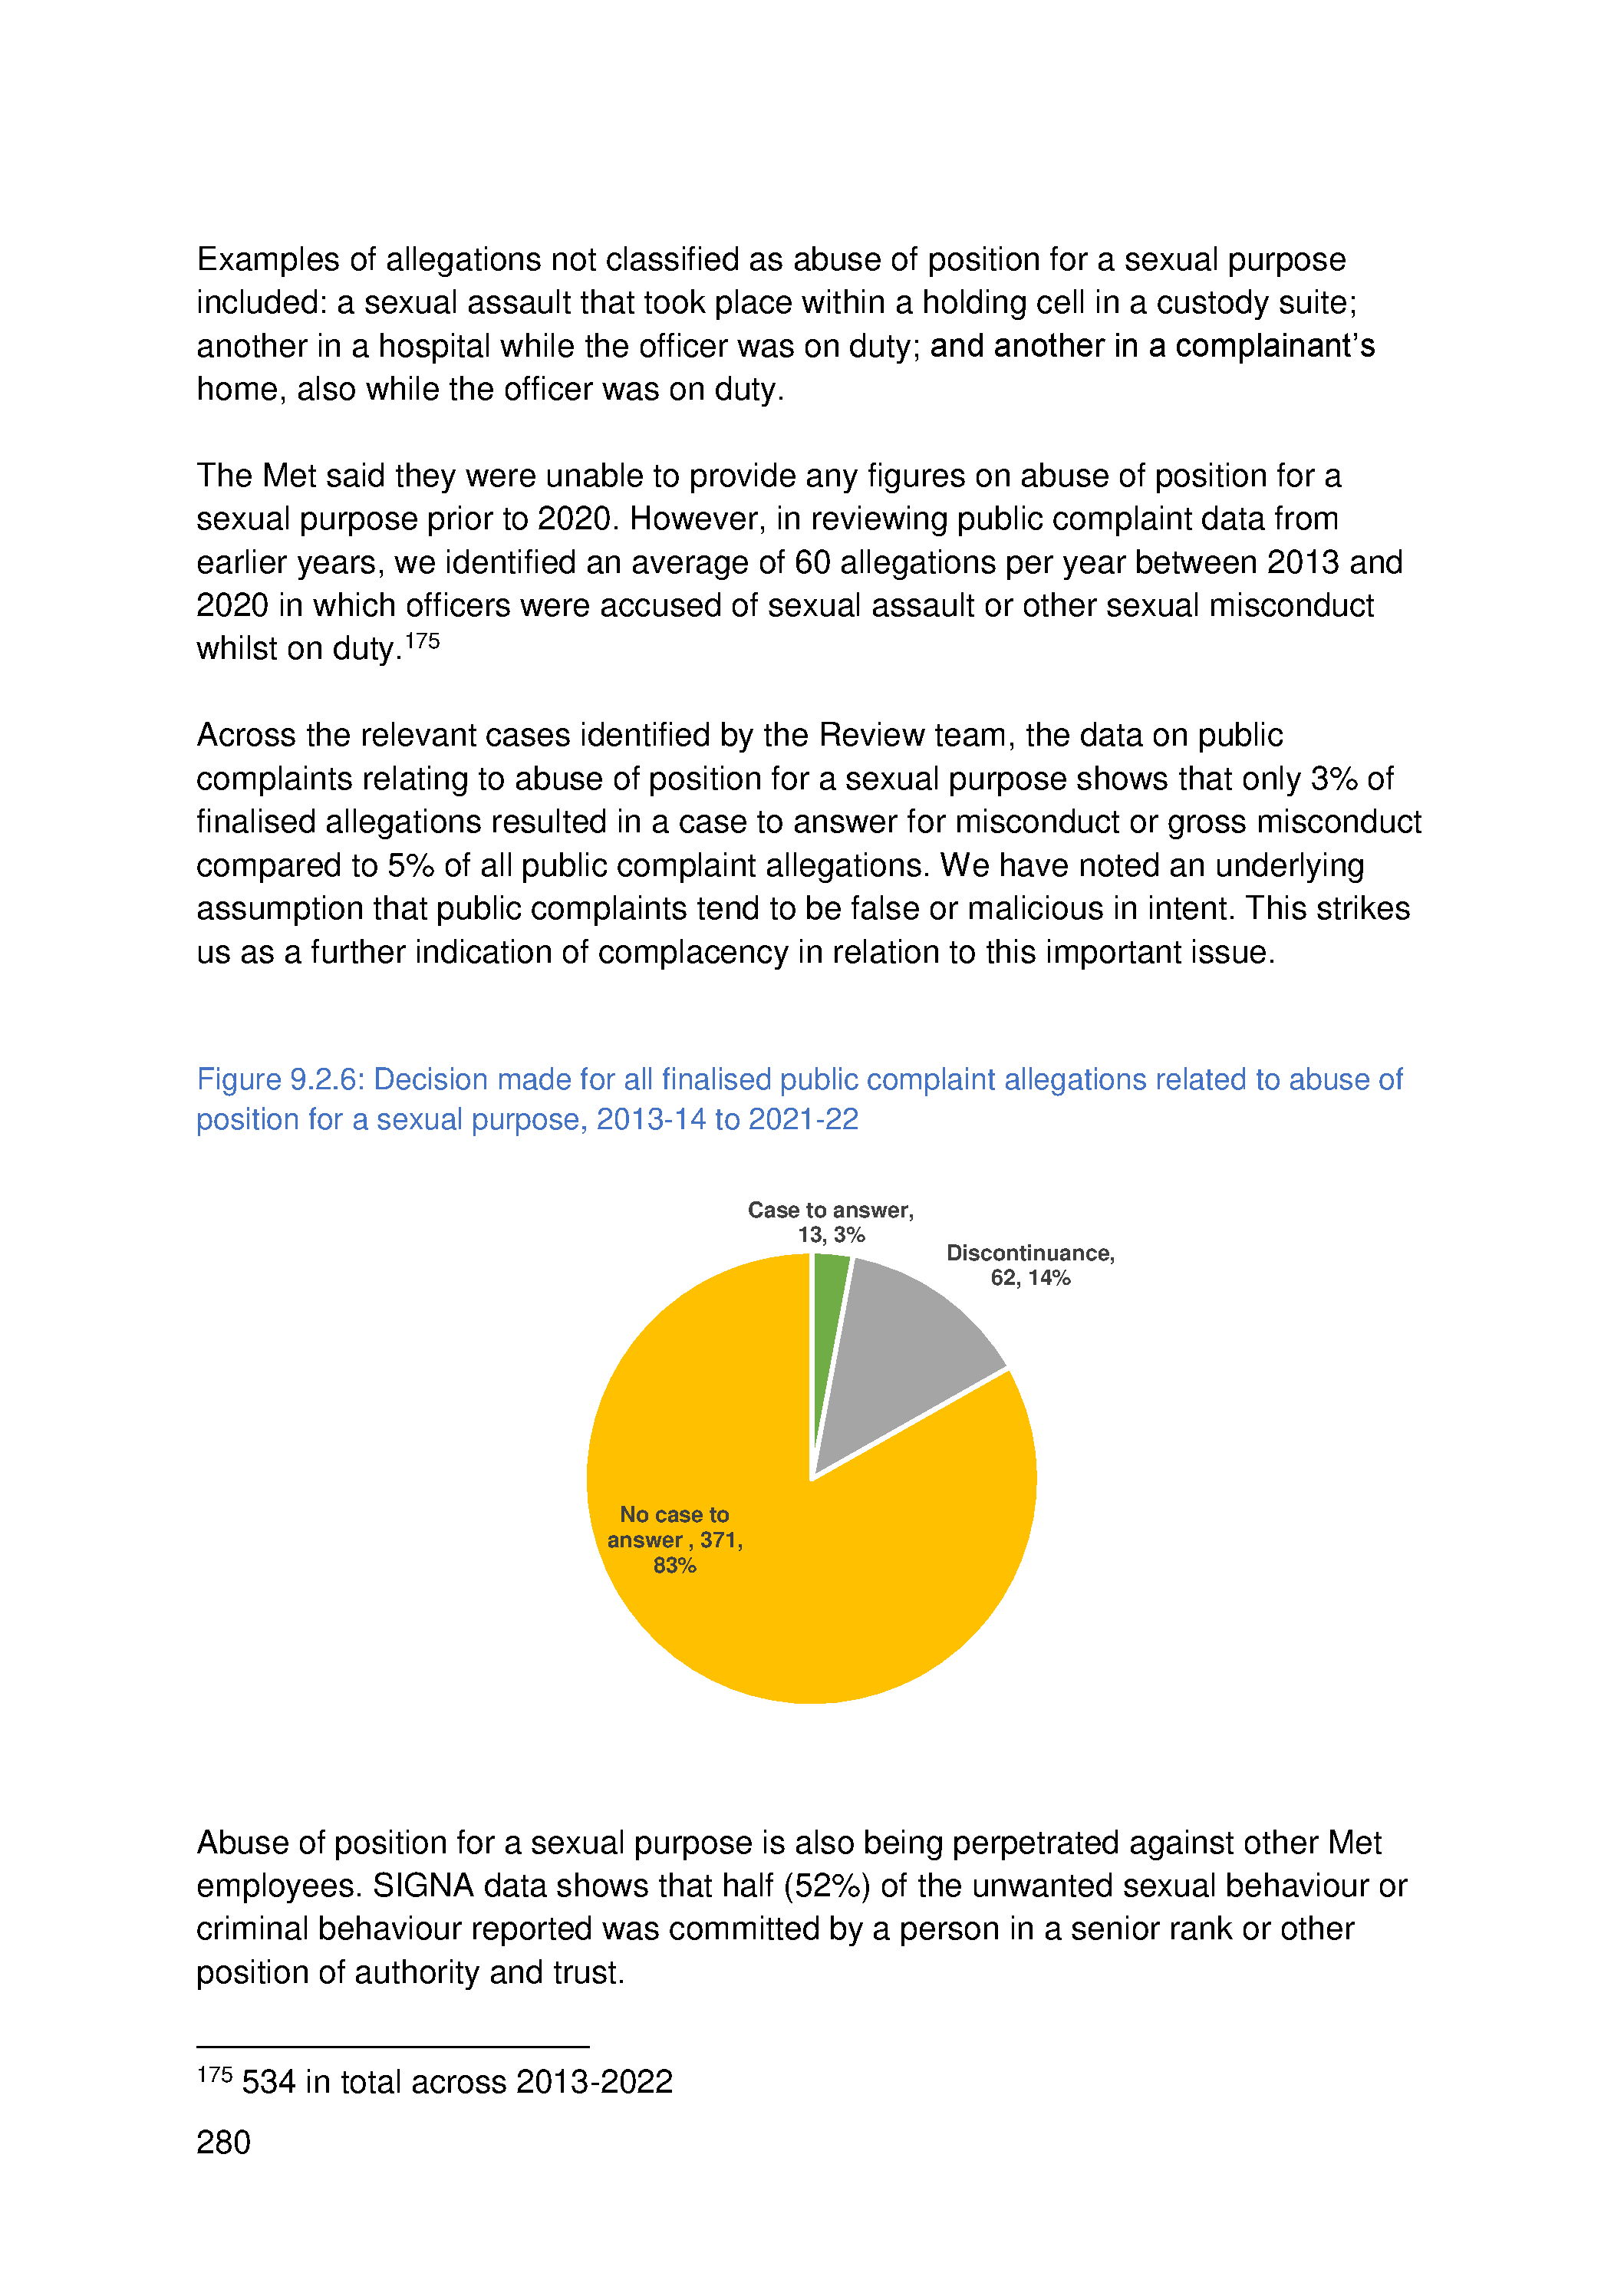 Examples of allegations not classified as abuse of position for a sexual purpose
included: a sexual assault that took place within a holding cell in a custody suite;
another in a hospital while the officer was on duty; and another in a complainant’s
home, also while the officer was on duty.
The Met said they were unable to provide any figures on abuse of position for a
sexual purpose prior to 2020. However, in reviewing public complaint data from
earlier years, we identified an average of 60 allegations per year between 2013 and
2020 in which officers were accused of sexual assault or other sexual misconduct
whilst on duty.175
Across the relevant cases identified by the Review team, the data on public
complaints relating to abuse of position for a sexual purpose shows that only 3% of
finalised allegations resulted in a case to answer for misconduct or gross misconduct
compared to 5% of all public complaint allegations. We have noted an underlying
assumption that public complaints tend to be false or malicious in intent. This strikes
us as a further indication of complacency in relation to this important issue.
Figure 9.2.6: Decision made for all finalised public complaint allegations related to abuse of
position for a sexual purpose, 2013-14 to 2021-22
Case to answer,
13, 3%
Discontinuance,
62, 14%
No case to
answer , 371,
83%
Abuse of position for a sexual purpose is also being perpetrated against other Met
employees. SIGNA data shows that half (52%) of the unwanted sexual behaviour or
criminal behaviour reported was committed by a person in a senior rank or other
position of authority and trust.
175 534 in total across 2013-2022
280